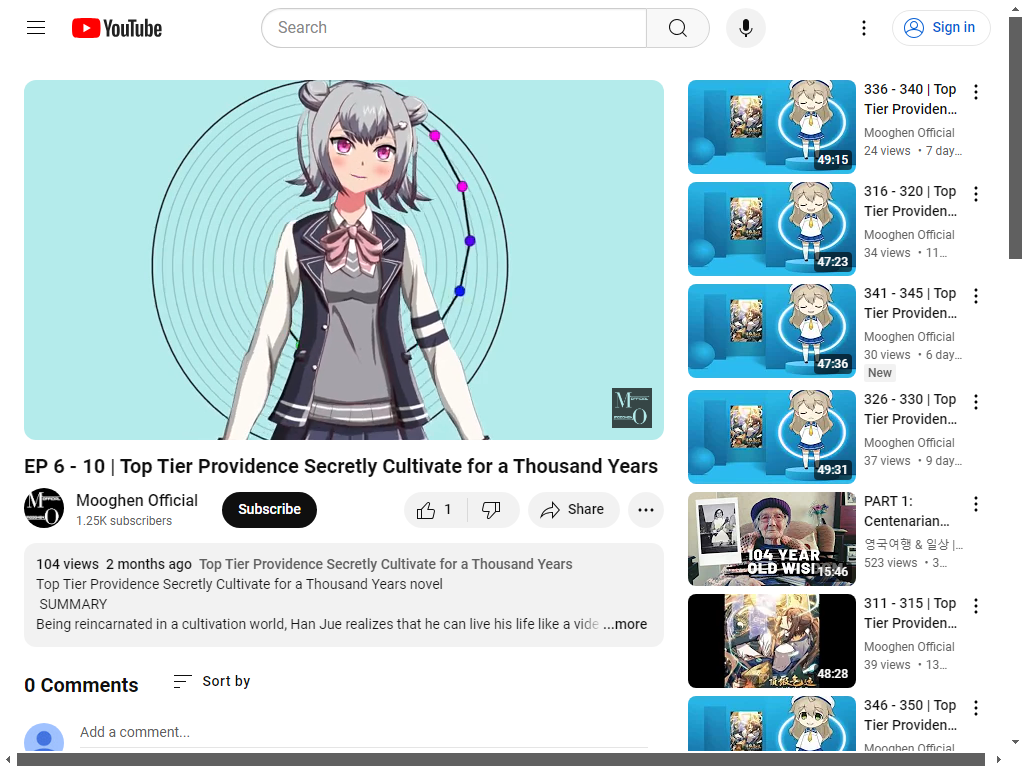 YouTube
Search
Sign in
M OFFICIAL
MOOGHEN O
EP 6 - 10 | Top Tier Providence Secretly Cultivate for a Thousand Years
Mooghen Official
1.25K subscribers
Subscribe
1
Share
104 views 2 months ago Top Tier Providence Secretly Cultivate for a Thousand Years
Top Tier Providence Secretly Cultivate for a Thousand Years novel
SUMMARY
Being reincarnated in a cultivation world, Han Jue realizes that he can live his life like a vide ...more
0 Comments
Sort by
Add a comment...
49:15
336 - 340 | Top
Tier Providen...
Mooghen Official
24 views • 7 day...
47:23
316 - 320 | Top
Tier Providen...
Mooghen Official
34 views • 11...
47:36
341 - 345 | Top
Tier Providen...
Mooghen Official
30 views • 6 day...
New
49:31
326 - 330 | Top
Tier Providen...
Mooghen Official
37 views • 9 day...
104 YEAR
OLD WISD
15:46
PART 1:
Centenarian...
영국여행 & 일상 |...
523 views • 3...
48:28
311 - 315 | Top
Tier Providen...
Mooghen Official
39 views • 13...
346 - 350 | Top
Tier Providen...
Mooghen Official